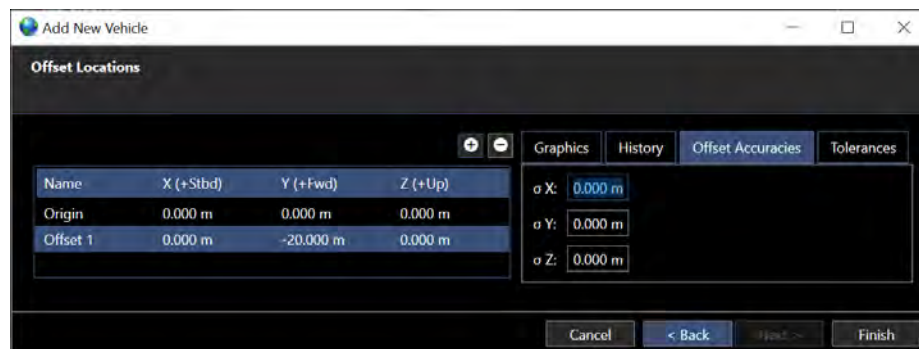 Add New Vehicle
Offset Locations
Graphics History Offset Accuracies Tolerances
Name X (+Stbd) Y (+Fwd) Z (+Up)
σ X: 0.000 m
Origin 0.000 m 0.000 m 0.000 m
σ Y: 0.000 m
Offset 1 0.000 m -20.000 m 0.000 m
σ Z: 0.000 m
Cancel < Back Next > Finish